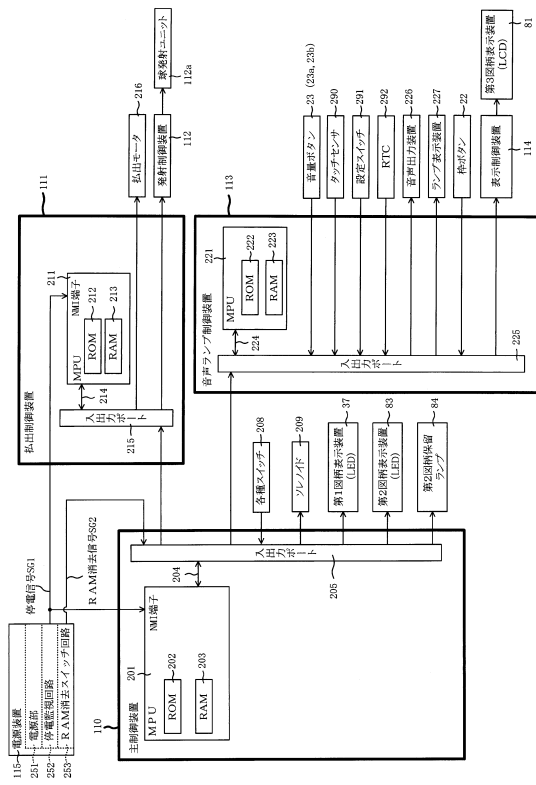 115
電源装置
251
電源部
252
停電監視回路
253
RAM消去スイッチ回路
停電信号SG1
RAM消去信号SG2
111
払出制御装置
211
NMI端子
MPU
ROM
212
RAM
213
214
入出力ポート
215
216
払出モータ
発射制御装置
112
球発射ユニット
112a
110
主制御装置
201
MPU
NMI端子
ROM
202
RAM
203
204
入出力ポート
205
各種スイッチ
208
ソレノイド
209
第1図柄表示装置
(LED)
37
第2図柄表示装置
(LED)
83
第2図柄保留
ランプ
84
113
音声ランプ制御装置
221
MPU
ROM
222
RAM
223
224
入出力ポート
225
音量ボタン
23 (23a, 23b)
タッチセンサ
290
設定スイッチ
291
RTC
292
音声出力装置
226
ランプ表示装置
227
枠ボタン
22
表示制御装置
114
第3図柄表示装置
(LCD)
81